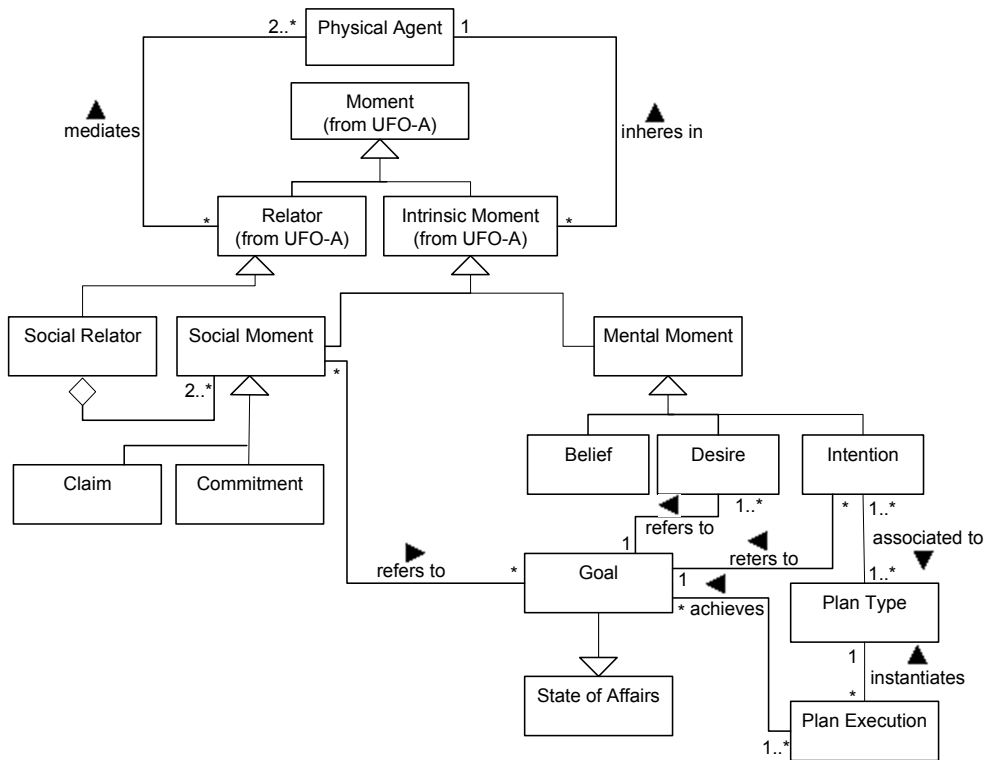 2..*
Physical Agent
1
Moment
(from UFO-A)
mediates
inheres in
*
Relator
(from UFO-A)
Intrinsic Moment
(from UFO-A)
*
Social Relator
Social Moment
Mental Moment
*
2..*
Belief
Desire
Intention
Claim
Commitment
1..*
*
1..*
refers to
associated to
1
refers to
refers to
*
Goal
1
1..*
* achieves
Plan Type
1
instantiates
State of Affairs
*
Plan Execution
1..*